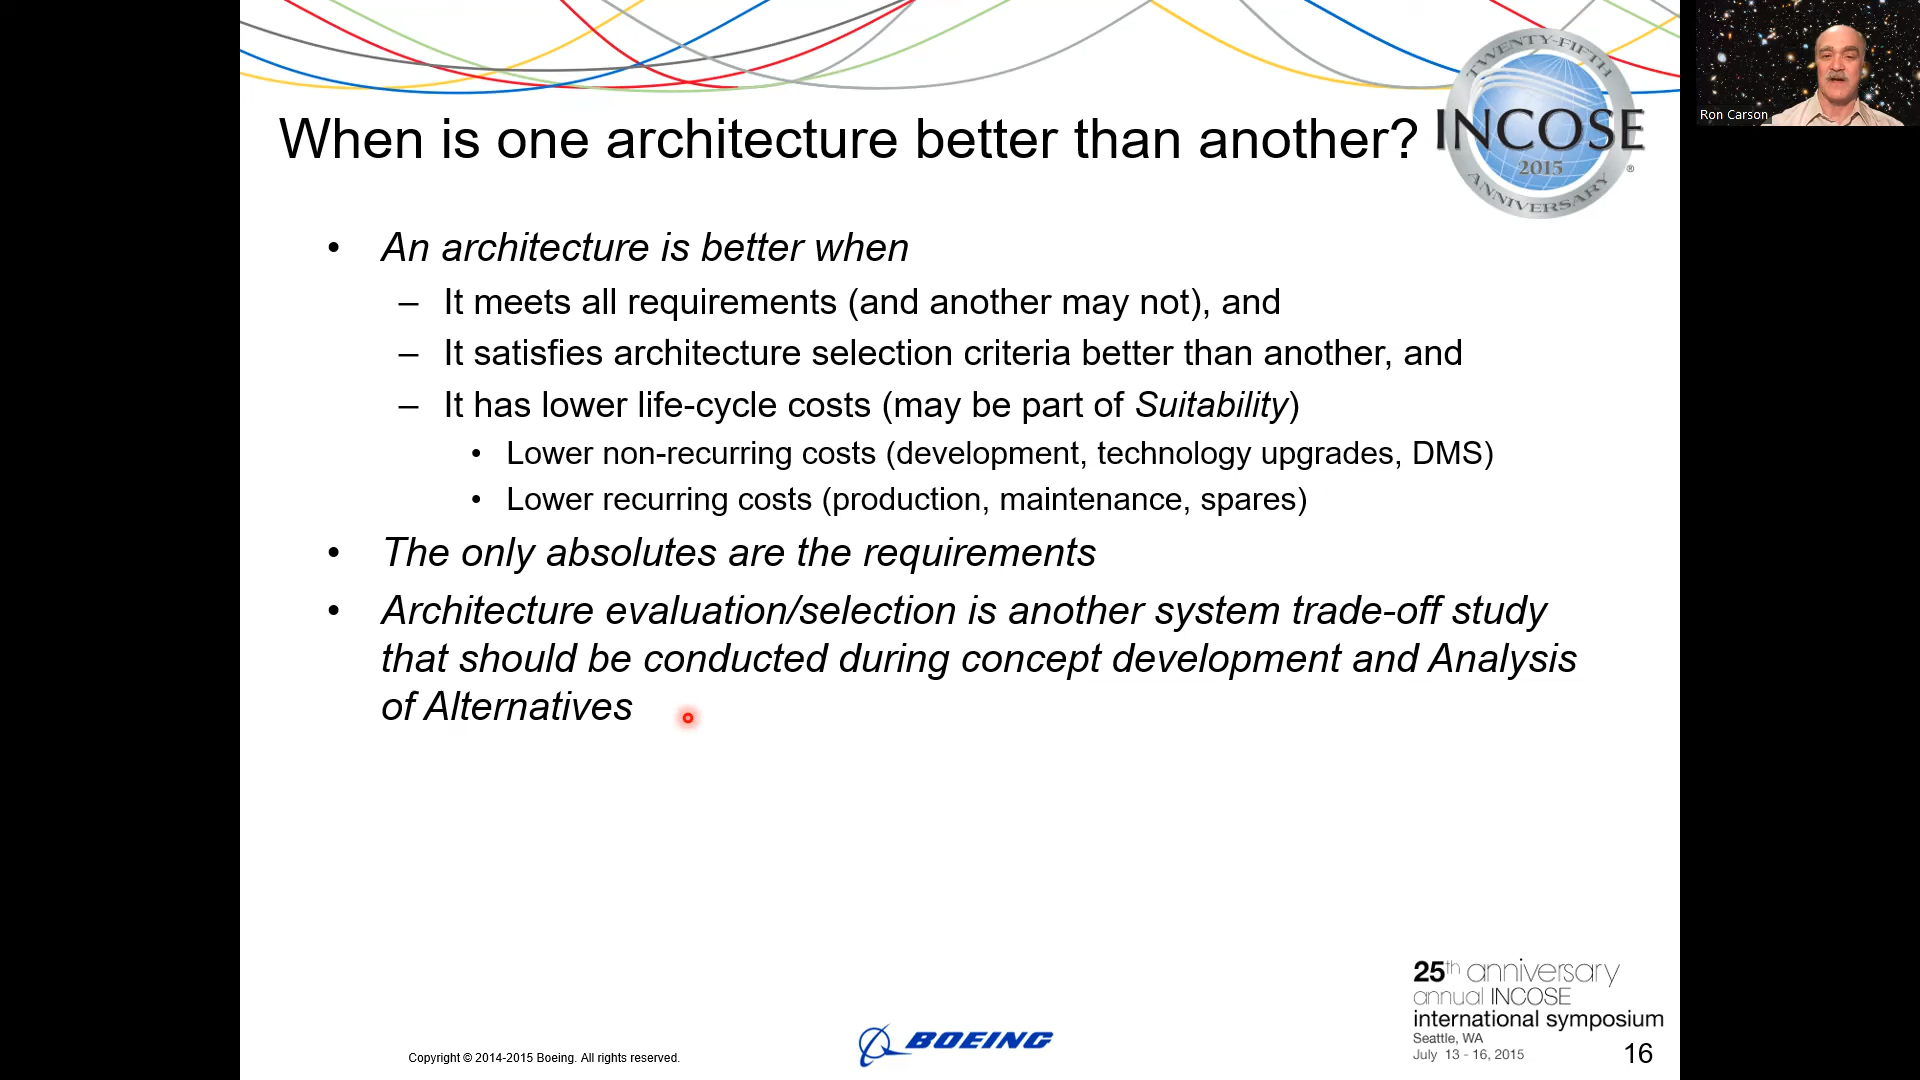 TWENTY-FIFTH
INCOSE
2015
®
ANNIVERSARY
Ron Carson
When is one architecture better than another?
• An architecture is better when
– It meets all requirements (and another may not), and
– It satisfies architecture selection criteria better than another, and
– It has lower life-cycle costs (may be part of Suitability)
• Lower non-recurring costs (development, technology upgrades, DMS)
• Lower recurring costs (production, maintenance, spares)
• The only absolutes are the requirements
• Architecture evaluation/selection is another system trade-off study
that should be conducted during concept development and Analysis
of Alternatives
25th anniversary
annual INCOSE
international symposium
Seattle, WA
July 13 - 16, 2015
16
BOEING
Copyright © 2014-2015 Boeing. All rights reserved.